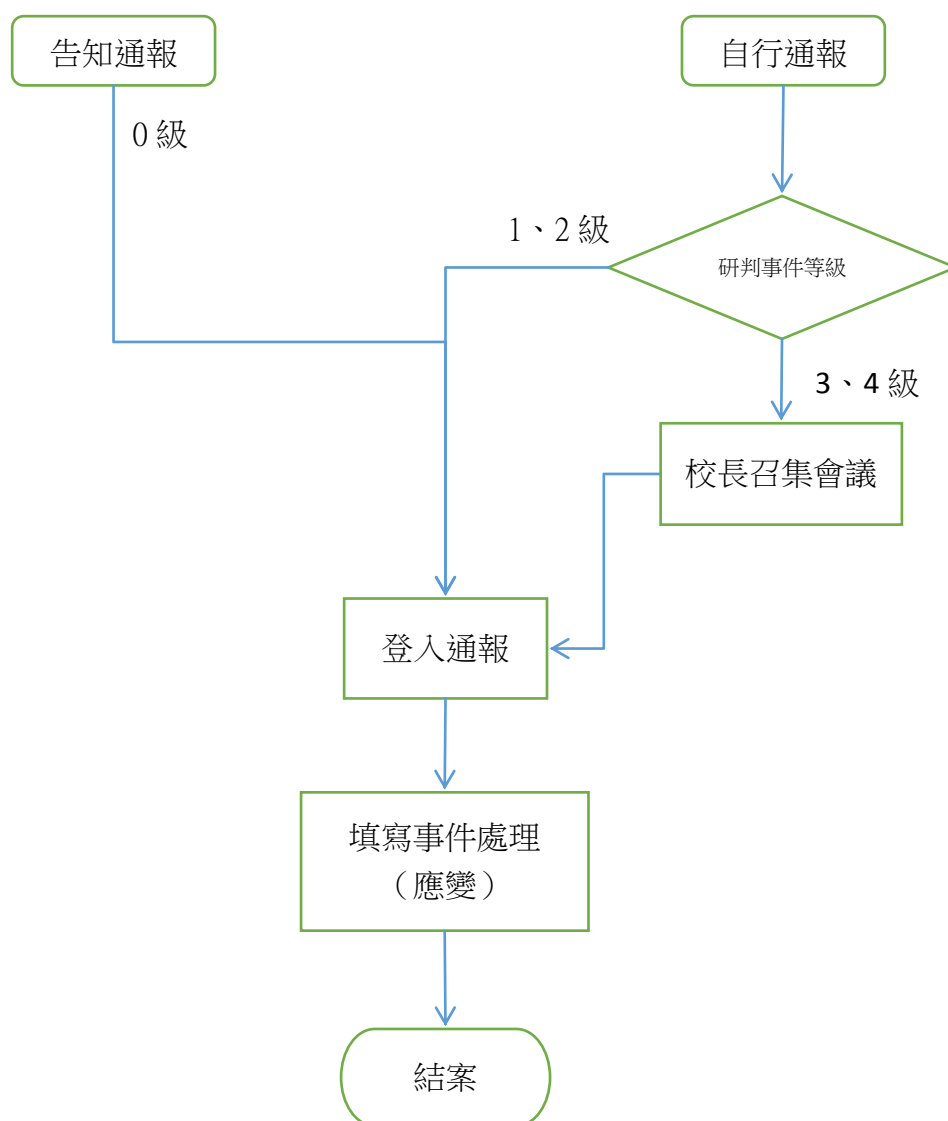 告知通報
自行通報
0 級
1、2 級
研判事件等級
3、4 級
校長召集會議
登入通報
填寫事件處理
（應變）
結案